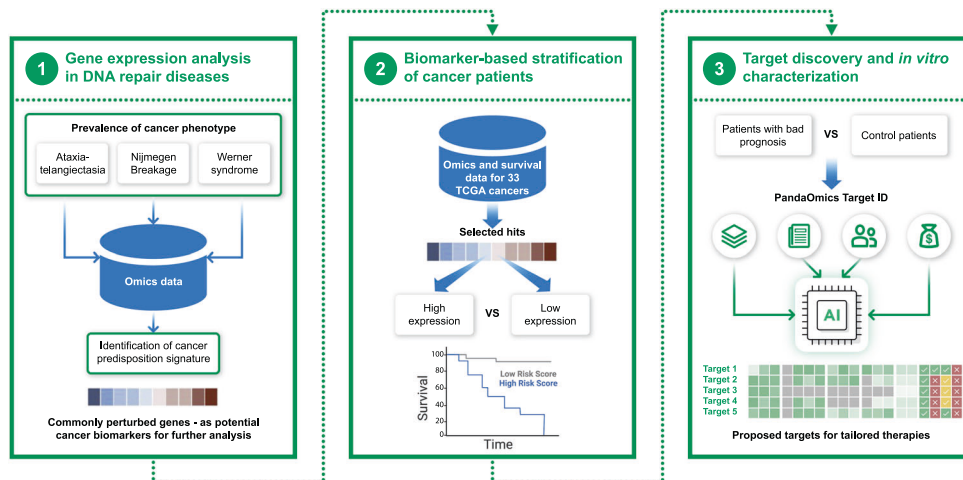 1
Gene expression analysis
in DNA repair diseases
Prevalence of cancer phenotype
Ataxia-
telangiectasia
Nijmegen
Breakage
Werner
syndrome
Omics data
Identification of cancer
predisposition signature
Commonly perturbed genes - as potential
cancer biomarkers for further analysis
2
Biomarker-based stratification
of cancer patients
Omics and survival
data for 33
TCGA cancers
Selected hits
High
expression
VS
Low
expression
100
80
60
40
20
0
Survival
Low Risk Score
High Risk Score
Time
3
Target discovery and in vitro
characterization
Patients with bad
prognosis
VS
Control patients
PandaOmics Target ID
$
AI
Target 1
Target 2
Target 3
Target 4
Target 5
Proposed targets for tailored therapies